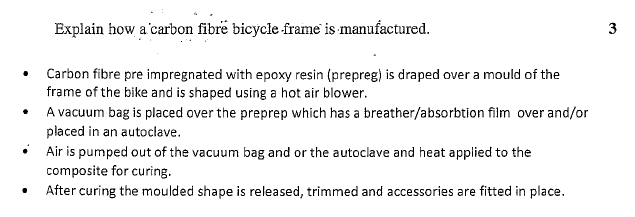 Explain how a carbon fibre bicycle frame is manufactured. 3
• Carbon fibre pre impregnated with epoxy resin (prepreg) is draped over a mould of the
frame of the bike and is shaped using a hot air blower.
• A vacuum bag is placed over the preprep which has a breather/absorbtion film over and/or
placed in an autoclave.
• Air is pumped out of the vacuum bag and or the autoclave and heat applied to the
composite for curing.
• After curing the moulded shape is released, trimmed and accessories are fitted in place.